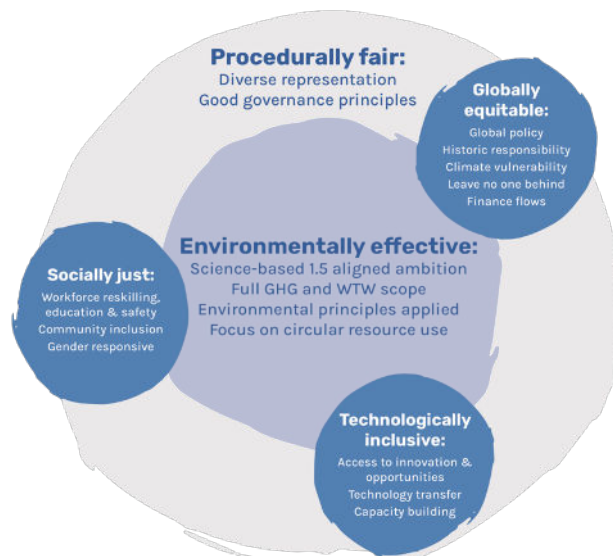 Procedurally fair:
Diverse representation
Good governance principles
Globally
equitable:
Global policy
Historic responsibility
Climate vulnerability
Leave no one behind
Finance flows
Environmentally effective:
Science-based 1.5 aligned ambition
Full GHG and WTW scope
Environmental principles applied
Focus on circular resource use
Socially just:
Workforce reskilling,
education & safety
Community inclusion
Gender responsive
Technologically
inclusive:
Access to innovation &
opportunities
Technology transfer
Capacity building